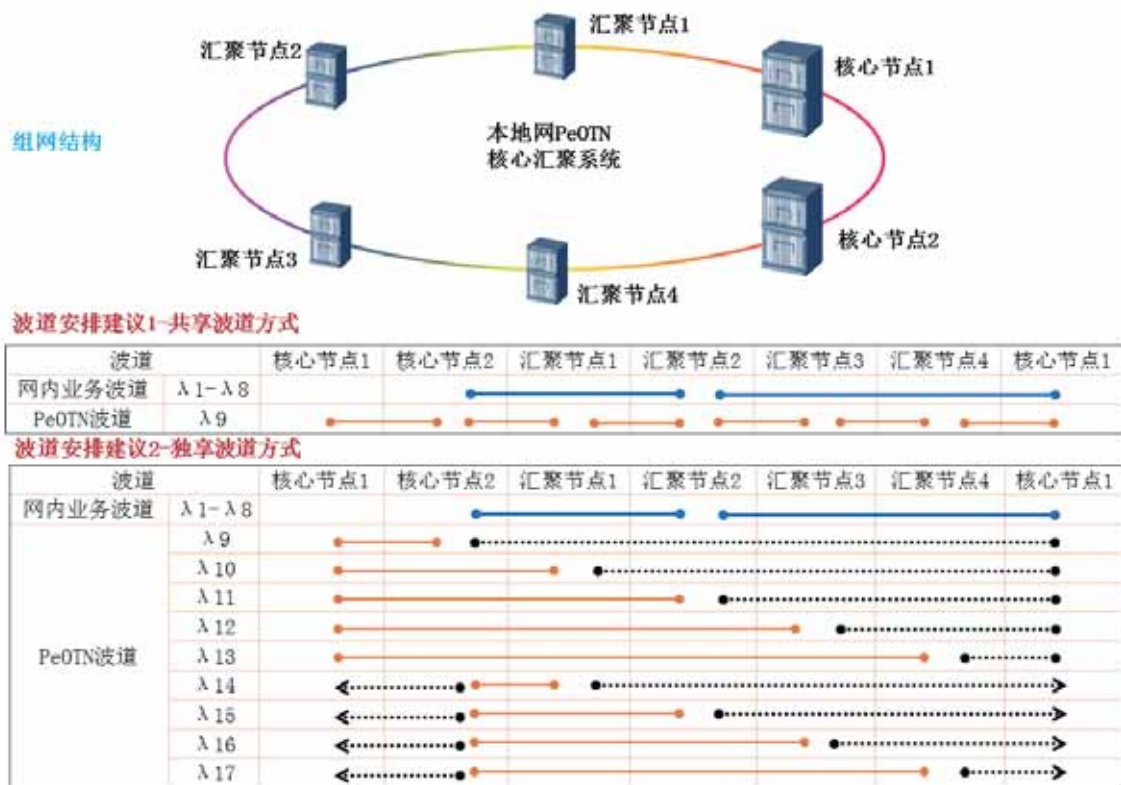 汇聚节点1
汇聚节点2
核心节点1
组网结构
本地网PeOTN
核心汇聚系统
核心节点2
汇聚节点3
汇聚节点4
波道安排建议1-共享波道方式
波道 核心节点1 核心节点2 汇聚节点1 汇聚节点2 汇聚节点3 汇聚节点4 核心节点1
网内业务波道 λ1-λ8
PeOTN波道 λ9
波道安排建议2-独享波道方式
波道 核心节点1 核心节点2 汇聚节点1 汇聚节点2 汇聚节点3 汇聚节点4 核心节点1
网内业务波道 λ1-λ8
λ9
λ10
λ11
λ12
PeOTN波道 λ13
λ14
λ15
λ16
λ17